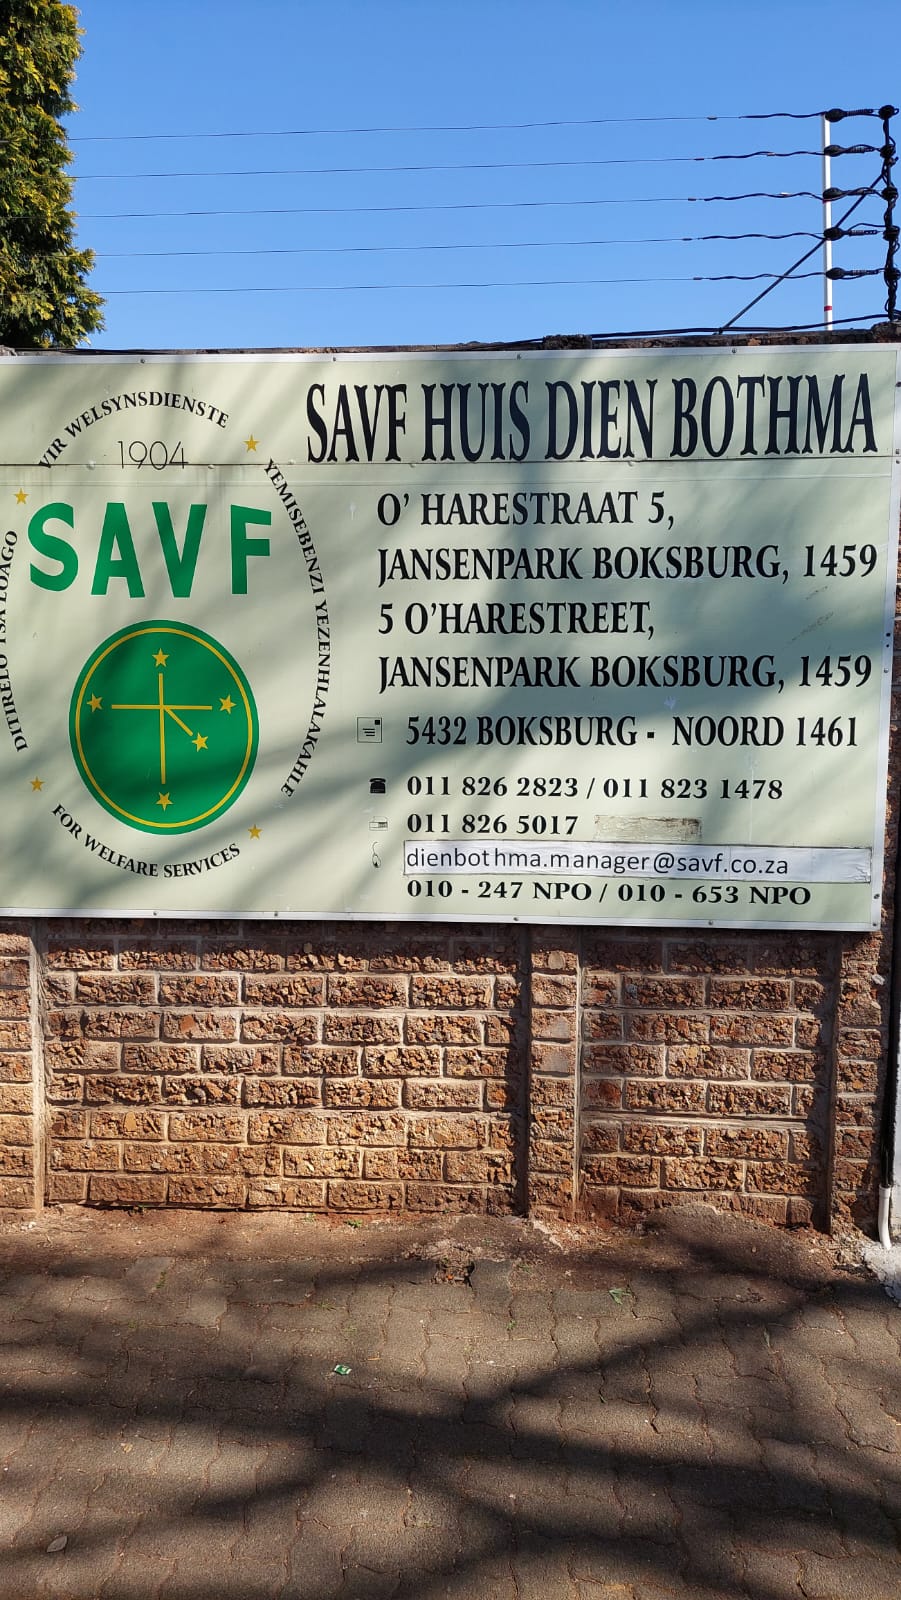 VIR WELSYNSDIENSTE
1904
SAVF
DITIRELO TSA LOAGO
YEMISEBENZI YEZENHLALAKAHLE
FOR WELFARE SERVICES
SAVF HUIS DIEN BOTHMA
O' HARESTRAAT 5,
JANSENPARK BOKSBURG, 1459
5 O'HARESTREET,
JANSENPARK BOKSBURG, 1459
5432 BOKSBURG - NOORD 1461
011 826 2823 / 011 823 1478
011 826 5017
dienbothma.manager@savf.co.za
010 - 247 NPO / 010 - 653 NPO